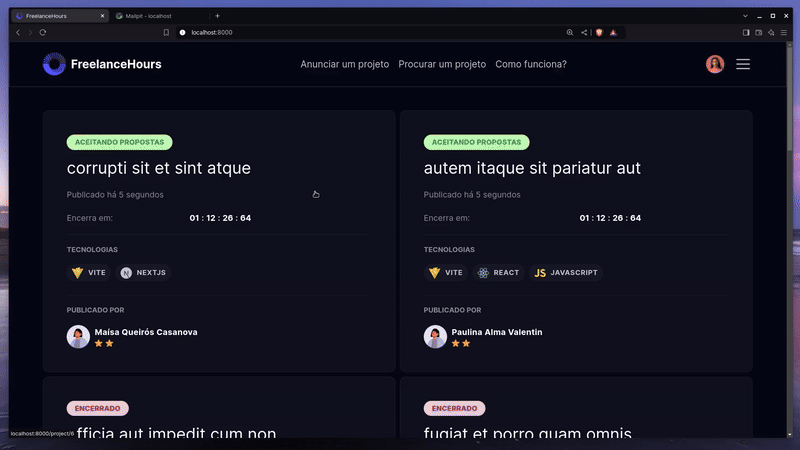 FreelanceHours
Mailpit - localhost
localhost:8000
FreelanceHours
Anunciar um projeto
Procurar um projeto
Como funciona?
ACEITANDO PROPOSTAS
corrupti sit et sint atque
Publicado há 5 segundos
Encerra em:
01 : 12 : 26 : 64
TECNOLOGIAS
VITE
NEXTJS
PUBLICADO POR
Maísa Queirós Casanova
ACEITANDO PROPOSTAS
autem itaque sit pariatur aut
Publicado há 5 segundos
Encerra em:
01 : 12 : 26 : 64
TECNOLOGIAS
VITE
REACT
JS
JAVASCRIPT
PUBLICADO POR
Paulina Alma Valentin
ENCERRADO
fficia aut impedit cum non
ENCERRADO
fugiat et porro quam omnis
localhost:8000/project/6